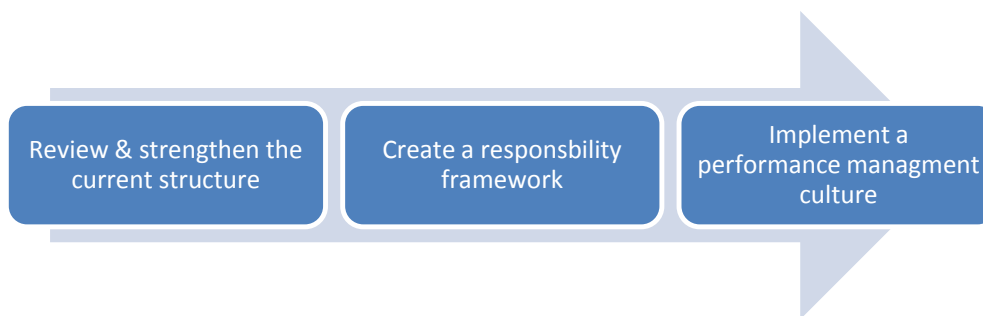 Review & strengthen the
current structure
Create a responsbility
framework
Implement a
performance managment
culture